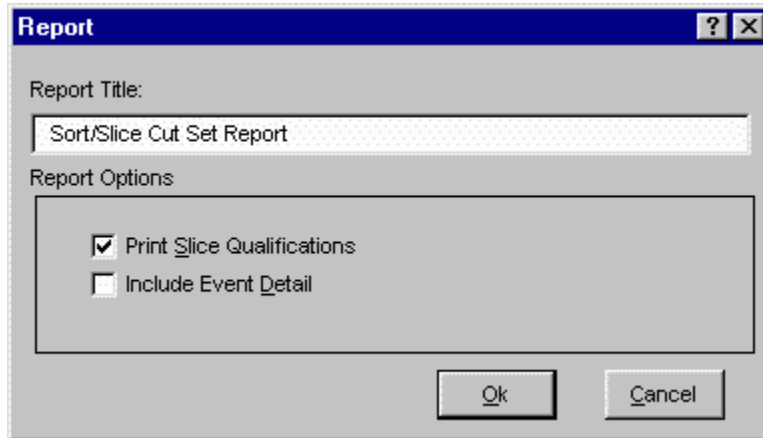 Report
Report Title:
Sort/Slice Cut Set Report
Report Options
Print Slice Qualifications
Include Event Detail
Ok Cancel